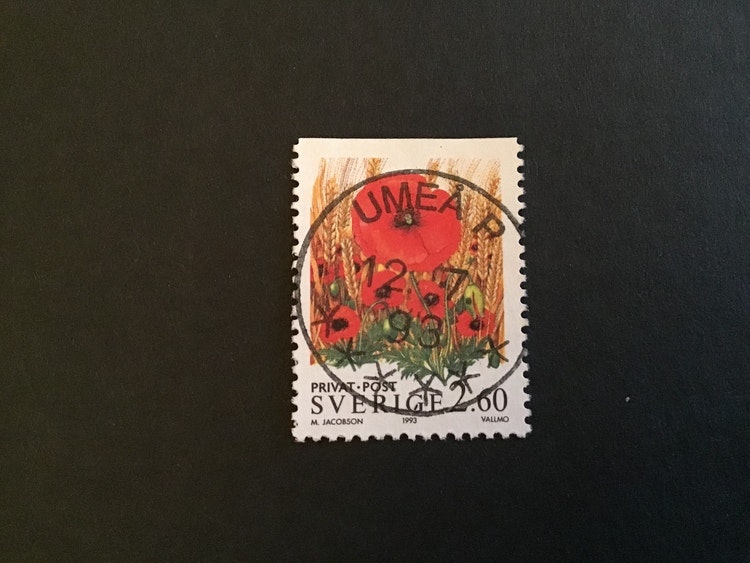 UMEÅ P
12.7
93
PRIVAT·POST
SVERIGE 2.60
M. JACOBSON 1993 VALLMO